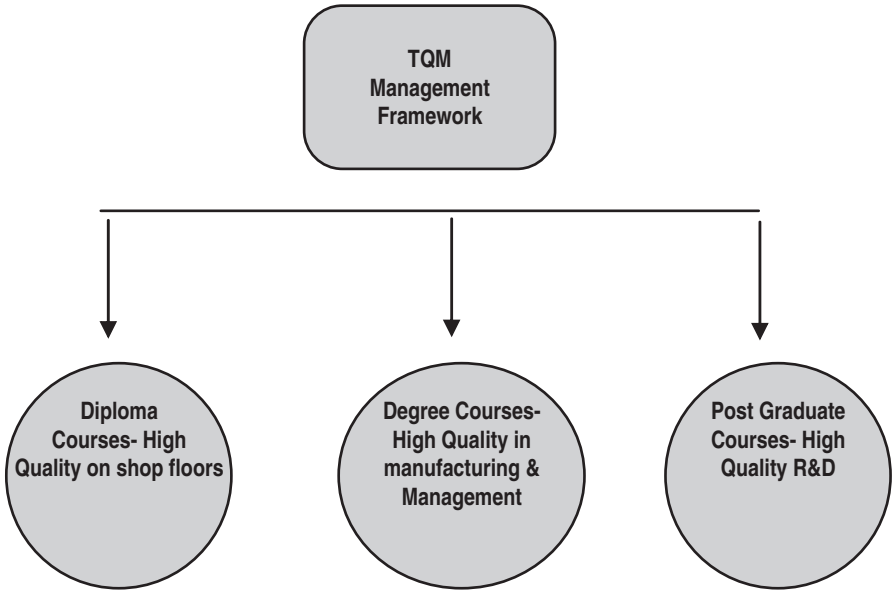 TQM
Management
Framework
Diploma
Courses- High
Quality on shop floors
Degree Courses-
High Quality in
manufacturing &
Management
Post Graduate
Courses- High
Quality R&D